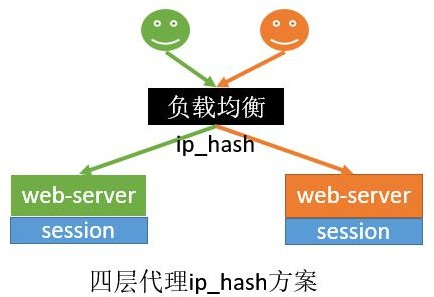 负载均衡
ip_hash
web-server
session
web-server
session
四层代理ip_hash方案